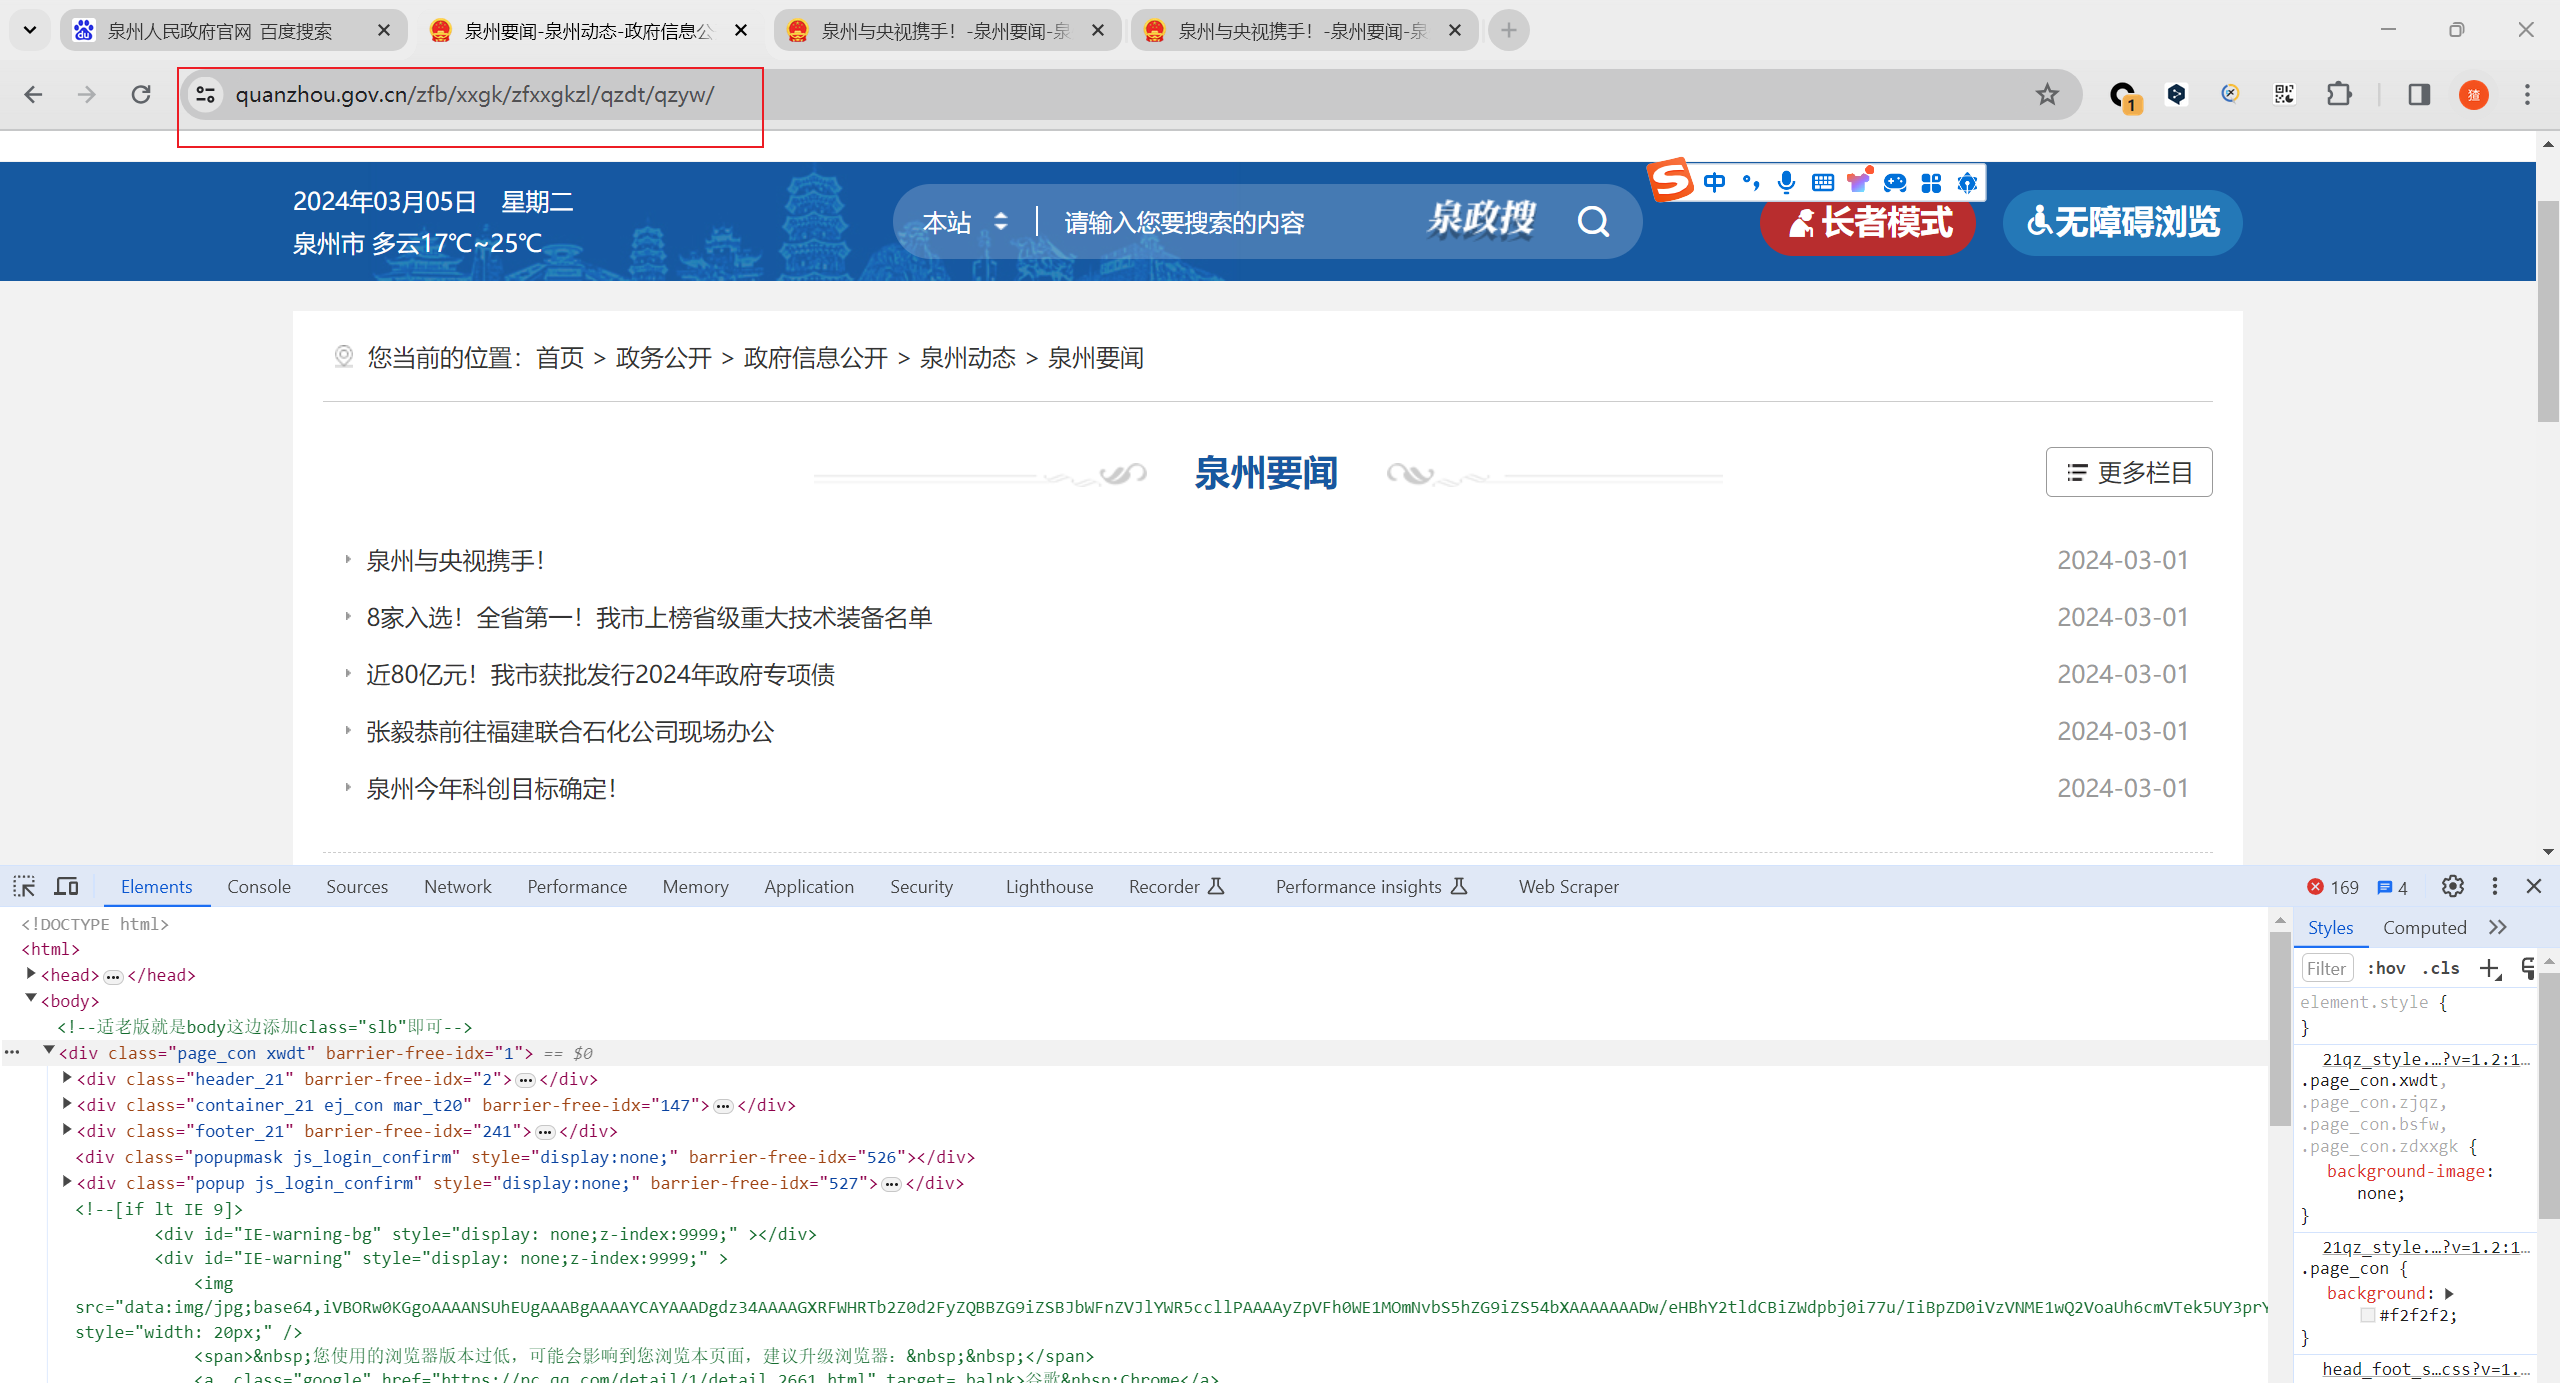 泉州人民政府官网_百度搜索
泉州要闻-泉州动态-政府信息公
泉州与央视携手！-泉州要闻-泉
泉州与央视携手！-泉州要闻-泉
quanzhou.gov.cn/zfb/xxgk/zfxxgkzl/qzdt/qzyw/
1
猹
2024年03月05日 星期二
泉州市 多云17℃~25℃
本站
请输入您要搜索的内容
泉政搜
中
长者模式
无障碍浏览
您当前的位置：首页 > 政务公开 > 政府信息公开 > 泉州动态 > 泉州要闻
泉州要闻
更多栏目
泉州与央视携手！ 2024-03-01
8家入选！全省第一！我市上榜省级重大技术装备名单 2024-03-01
近80亿元！我市获批发行2024年政府专项债 2024-03-01
张毅恭前往福建联合石化公司现场办公 2024-03-01
泉州今年科创目标确定！ 2024-03-01
Elements Console Sources Network Performance Memory Application Security Lighthouse Recorder Performance insights Web Scraper 169 4
<!DOCTYPE html>
<html>
<head>…</head>
<body>
<!--适老版就是body这边添加class="slb"即可-->
<div class="page_con xwdt" barrier-free-idx="1"> == $0
<div class="header_21" barrier-free-idx="2">…</div>
<div class="container_21 ej_con mar_t20" barrier-free-idx="147">…</div>
<div class="footer_21" barrier-free-idx="241">…</div>
<div class="popupmask js_login_confirm" style="display:none;" barrier-free-idx="526"></div>
<div class="popup js_login_confirm" style="display:none;" barrier-free-idx="527">…</div>
<!--[if lt IE 9]>
<div id="IE-warning-bg" style="display: none;z-index:9999;" ></div>
<div id="IE-warning" style="display: none;z-index:9999;" >
<img
style="width: 20px;" />
<span>&nbsp;您使用的浏览器版本过低，可能会影响到您浏览本页面，建议升级浏览器：&nbsp;&nbsp;</span>
<a class="google" href="https://pc.qq.com/detail/1/detail_2661.html" target=_balnk>谷歌&nbsp;Chrome</a>
Styles Computed
Filter :hov .cls
element.style {
}
21qz_style.…?v=1.2:1…
.page_con.xwdt,
.page_con.zjqz,
.page_con.bsfw,
.page_con.zdxxgk {
background-image:
none;
}
21qz_style.…?v=1.2:1…
.page_con {
background:
#f2f2f2;
}
head_foot_s…css?v=1.…